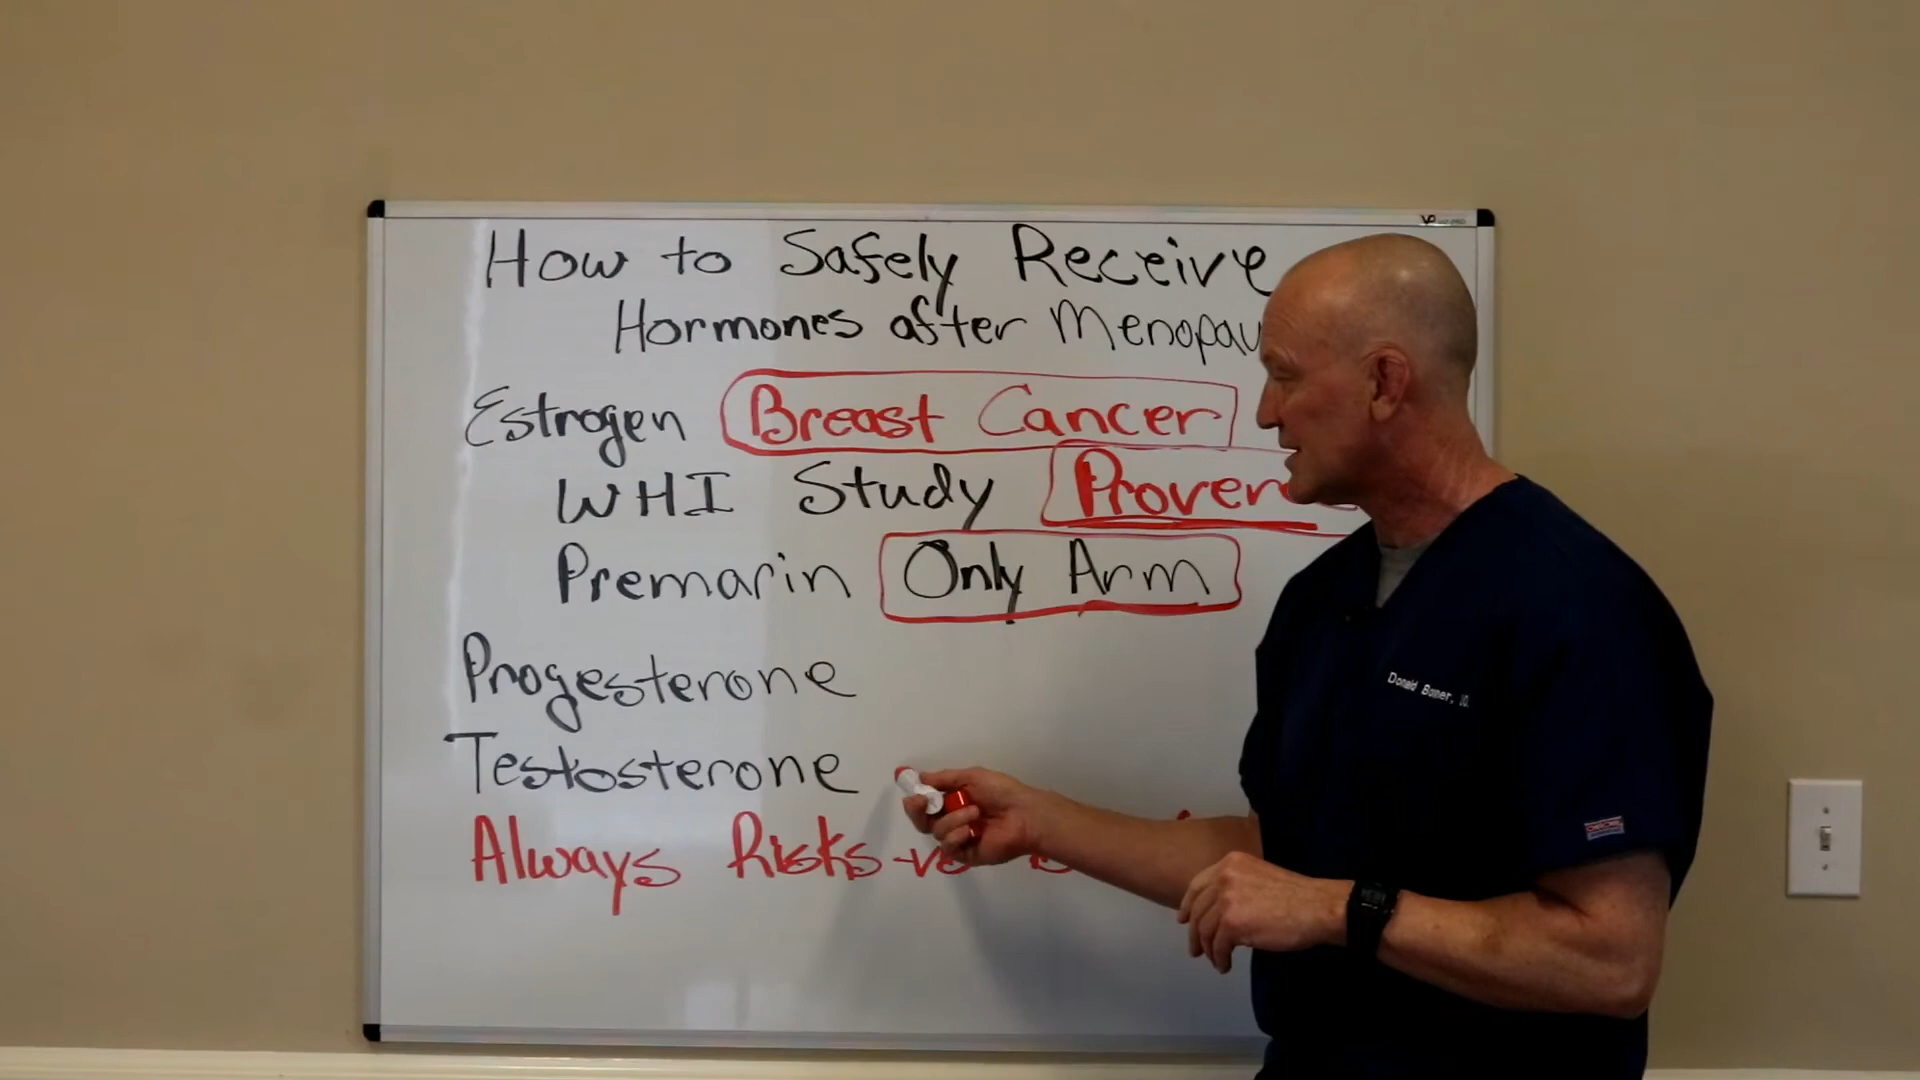 How to Safely Receive
Hormones after Menopau
Estrogen Breast Cancer
WHI Study Prover
Premarin Only Arm
Progesterone
Testosterone
Always Risks vs
Donald